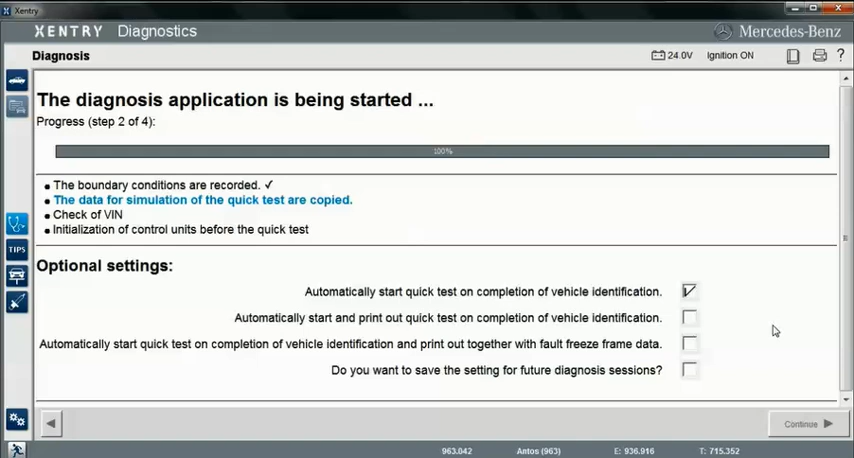 Xentry
XENTRY Diagnostics
Mercedes-Benz
Diagnosis
24.0V Ignition ON ?
The diagnosis application is being started ...
Progress (step 2 of 4):
100%
• The boundary conditions are recorded. ✓
• The data for simulation of the quick test are copied.
• Check of VIN
• Initialization of control units before the quick test
TIPS
Optional settings:
Automatically start quick test on completion of vehicle identification.
Automatically start and print out quick test on completion of vehicle identification.
Automatically start quick test on completion of vehicle identification and print out together with fault freeze frame data.
Do you want to save the setting for future diagnosis sessions?
Continue
963.042 Antos (963) E: 936.916 T: 715.352